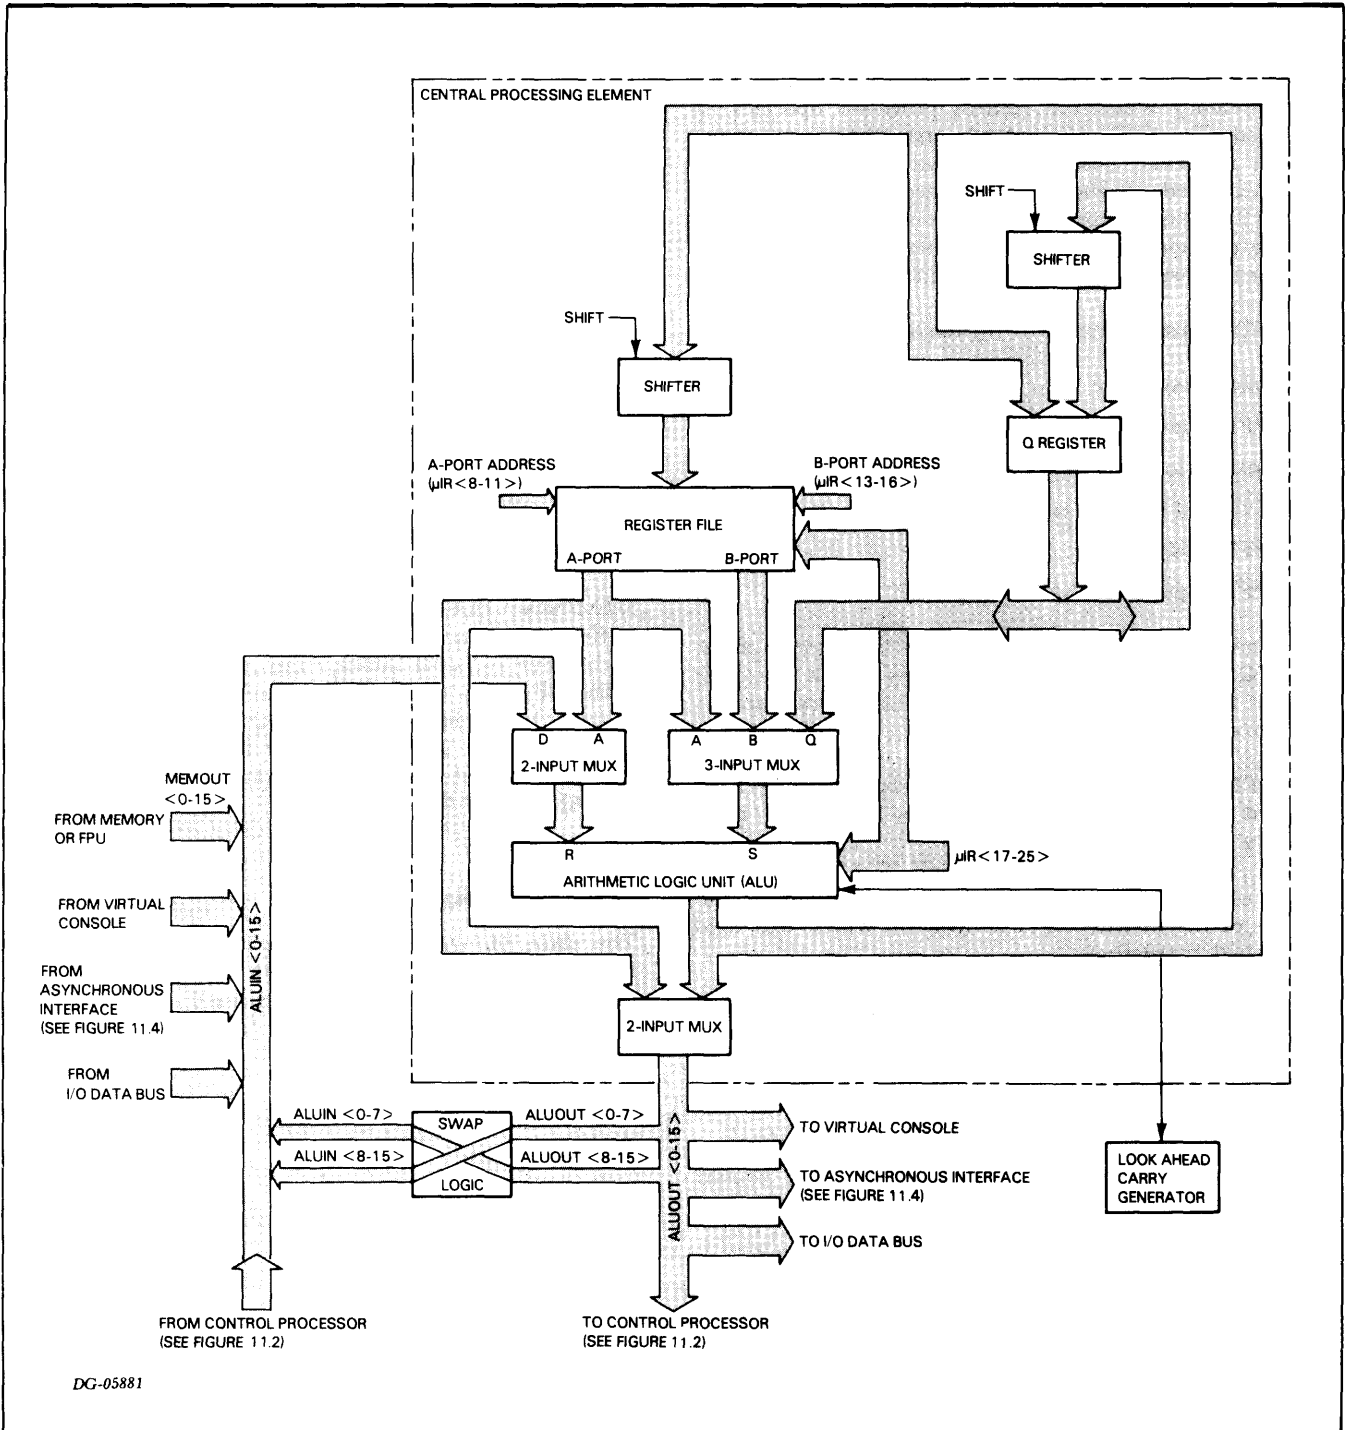 CENTRAL PROCESSING ELEMENT
SHIFT
SHIFTER
SHIFT
SHIFTER
Q REGISTER
A-PORT ADDRESS
(μIR<8-11>)
B-PORT ADDRESS
(μIR<13-16>)
REGISTER FILE
A-PORT
B-PORT
D
A
2-INPUT MUX
A
B
Q
3-INPUT MUX
MEMOUT
<0-15>
FROM MEMORY
OR FPU
R
S
ARITHMETIC LOGIC UNIT (ALU)
μIR<17-25>
FROM VIRTUAL
CONSOLE
ALUIN <0-15>
FROM
ASYNCHRONOUS
INTERFACE
(SEE FIGURE 11.4)
2-INPUT MUX
FROM
I/O DATA BUS
ALUIN <0-7>
SWAP
ALUOUT <0-7>
ALUIN <8-15>
LOGIC
ALUOUT <8-15>
ALUOUT <0-15>
TO VIRTUAL CONSOLE
TO ASYNCHRONOUS INTERFACE
(SEE FIGURE 11.4)
TO I/O DATA BUS
LOOK AHEAD
CARRY
GENERATOR
FROM CONTROL PROCESSOR
(SEE FIGURE 11.2)
TO CONTROL PROCESSOR
(SEE FIGURE 11.2)
DG-05881